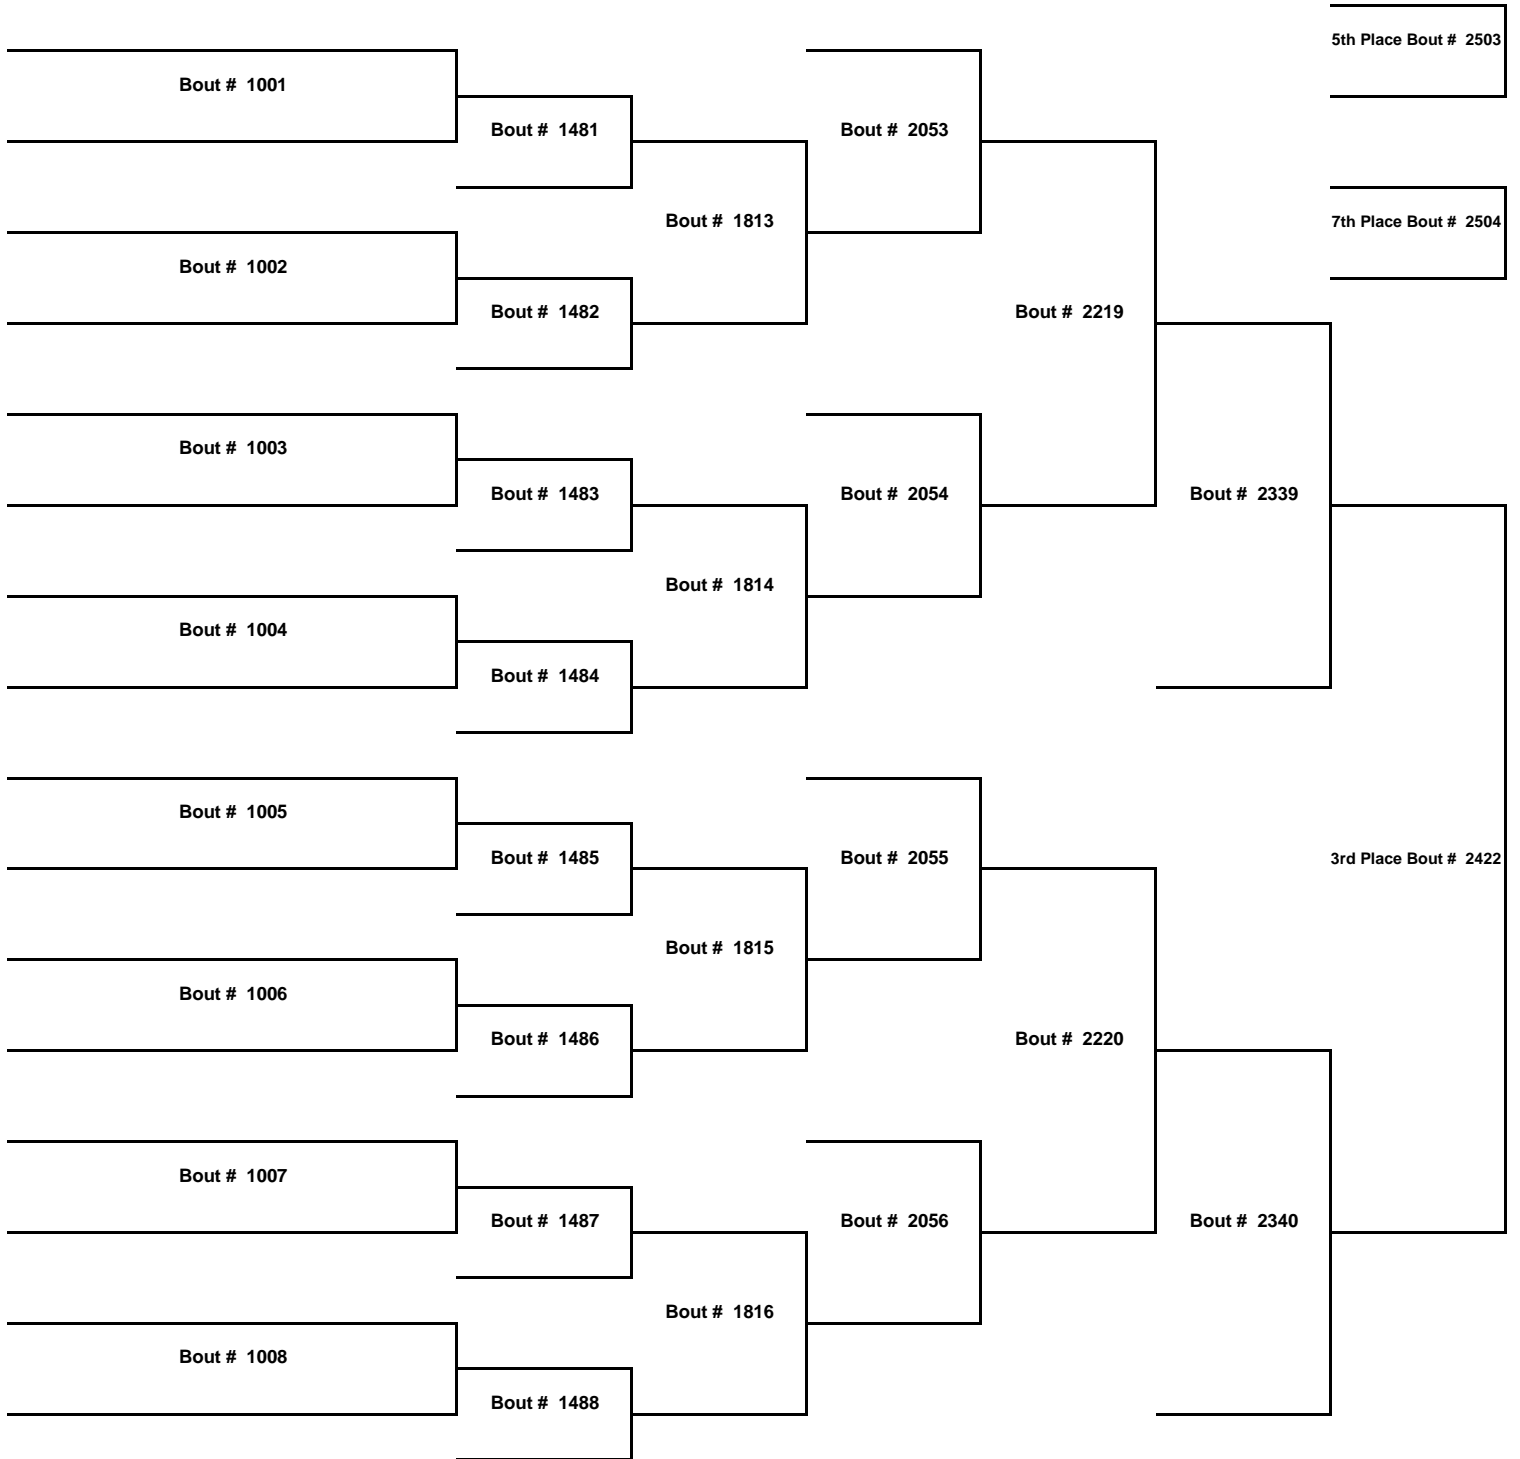 5th Place Bout # 2503
Bout # 1001
Bout # 1481
Bout # 2053
Bout # 1813
7th Place Bout # 2504
Bout # 1002
Bout # 1482
Bout # 2219
Bout # 1003
Bout # 1483
Bout # 2054
Bout # 2339
Bout # 1814
Bout # 1004
Bout # 1484
Bout # 1005
Bout # 1485
Bout # 2055
3rd Place Bout # 2422
Bout # 1815
Bout # 1006
Bout # 1486
Bout # 2220
Bout # 1007
Bout # 1487
Bout # 2056
Bout # 2340
Bout # 1816
Bout # 1008
Bout # 1488